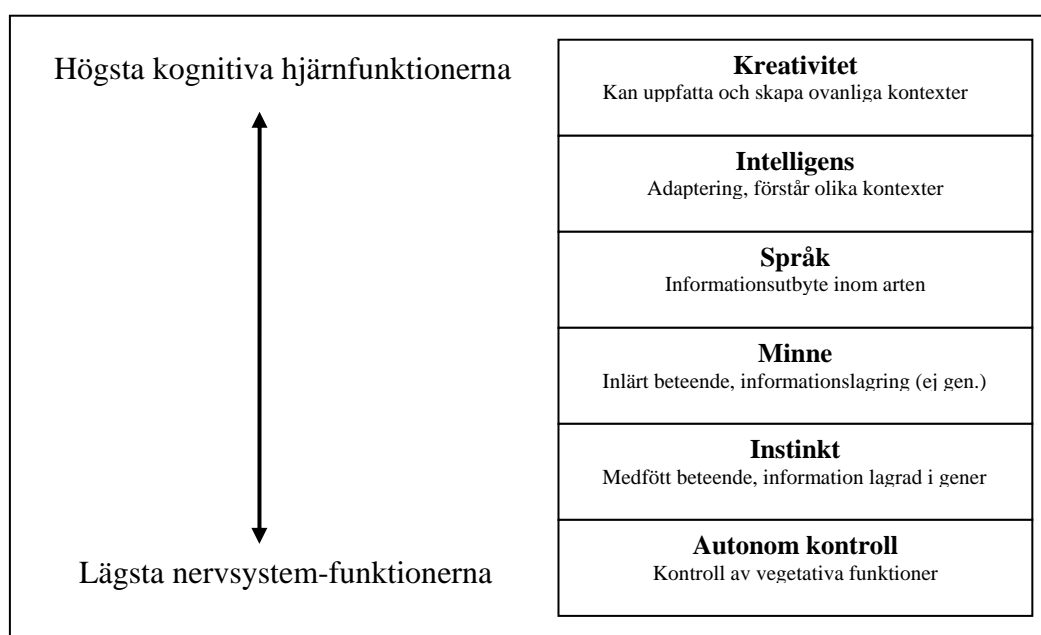 Högsta kognitiva hjärnfunktionerna
Kreativitet
Kan uppfatta och skapa ovanliga kontexter
Intelligens
Adaptering, förstår olika kontexter
Språk
Informationsutbyte inom arten
Minne
Inlärt beteende, informationslagring (ej gen.)
Instinkt
Medfött beteende, information lagrad i gener
Autonom kontroll
Kontroll av vegetativa funktioner
Lägsta nervsystem-funktionerna